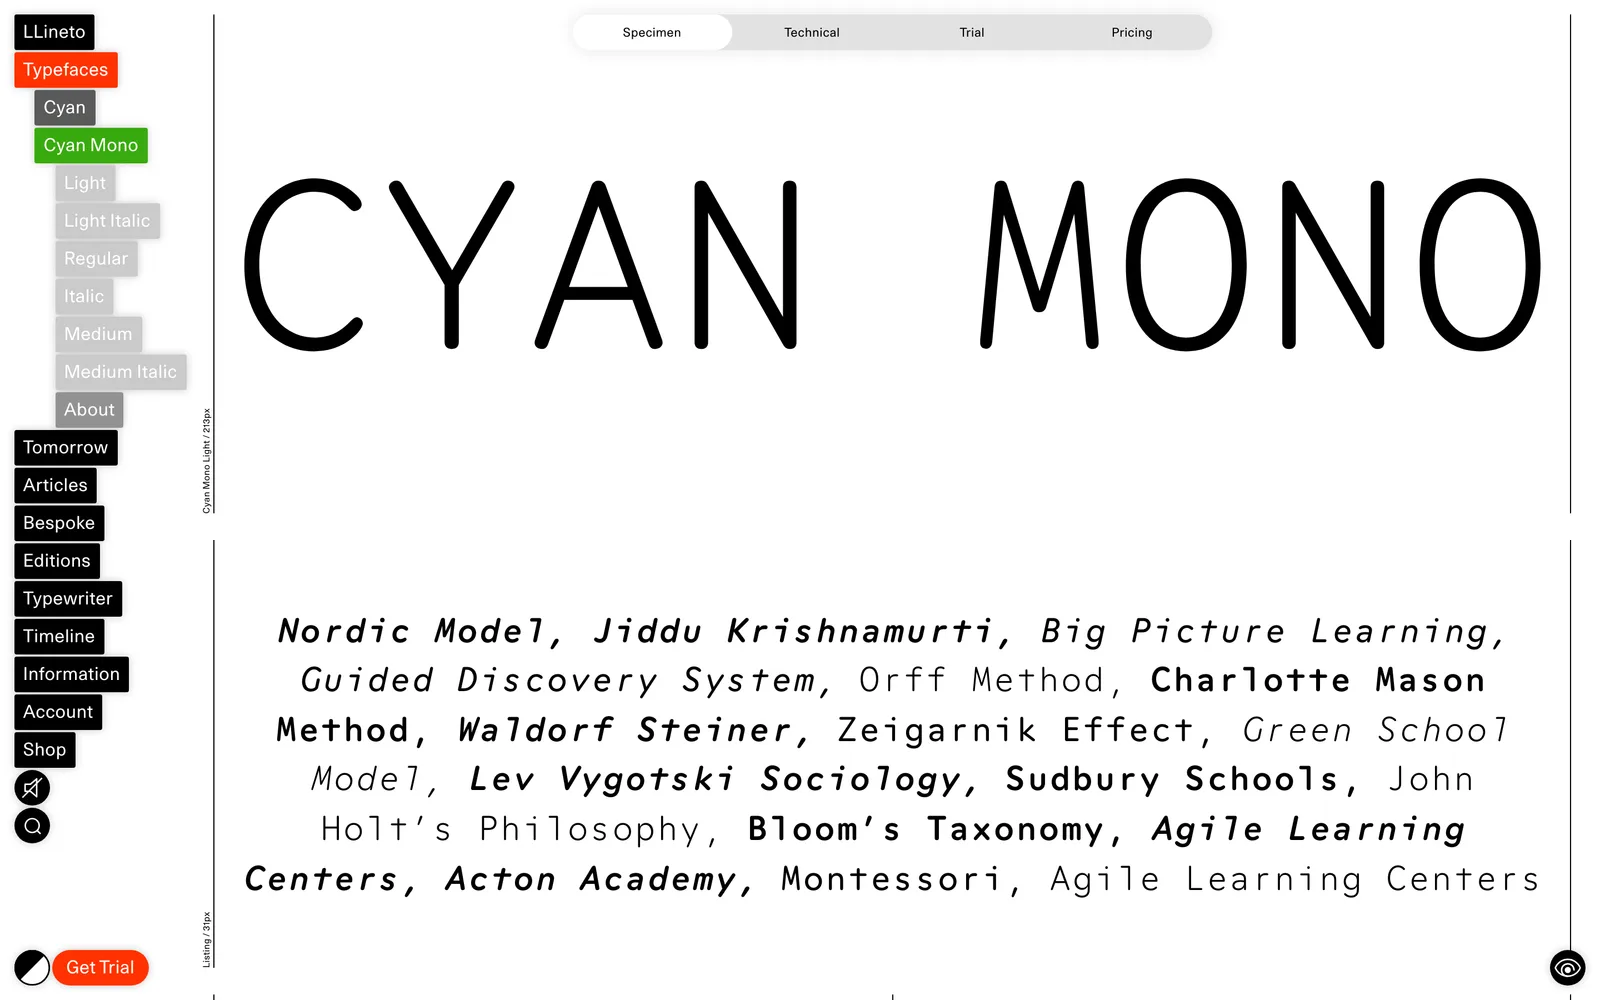 LLineto
Typefaces
Cyan
Cyan Mono
Light
Light Italic
Regular
Italic
Medium
Medium Italic
About
Tomorrow
Articles
Bespoke
Editions
Typewriter
Timeline
Information
Account
Shop
Get Trial
Specimen
Technical
Trial
Pricing
CYAN MONO
Cyan Mono Light / 213px
Nordic Model, Jiddu Krishnamurti, Big Picture Learning,
Guided Discovery System, Orff Method, Charlotte Mason
Method, Waldorf Steiner, Zeigarnik Effect, Green School
Model, Lev Vygotski Sociology, Sudbury Schools, John
Holt’s Philosophy, Bloom’s Taxonomy, Agile Learning
Centers, Acton Academy, Montessori, Agile Learning Centers
Listing / 31px